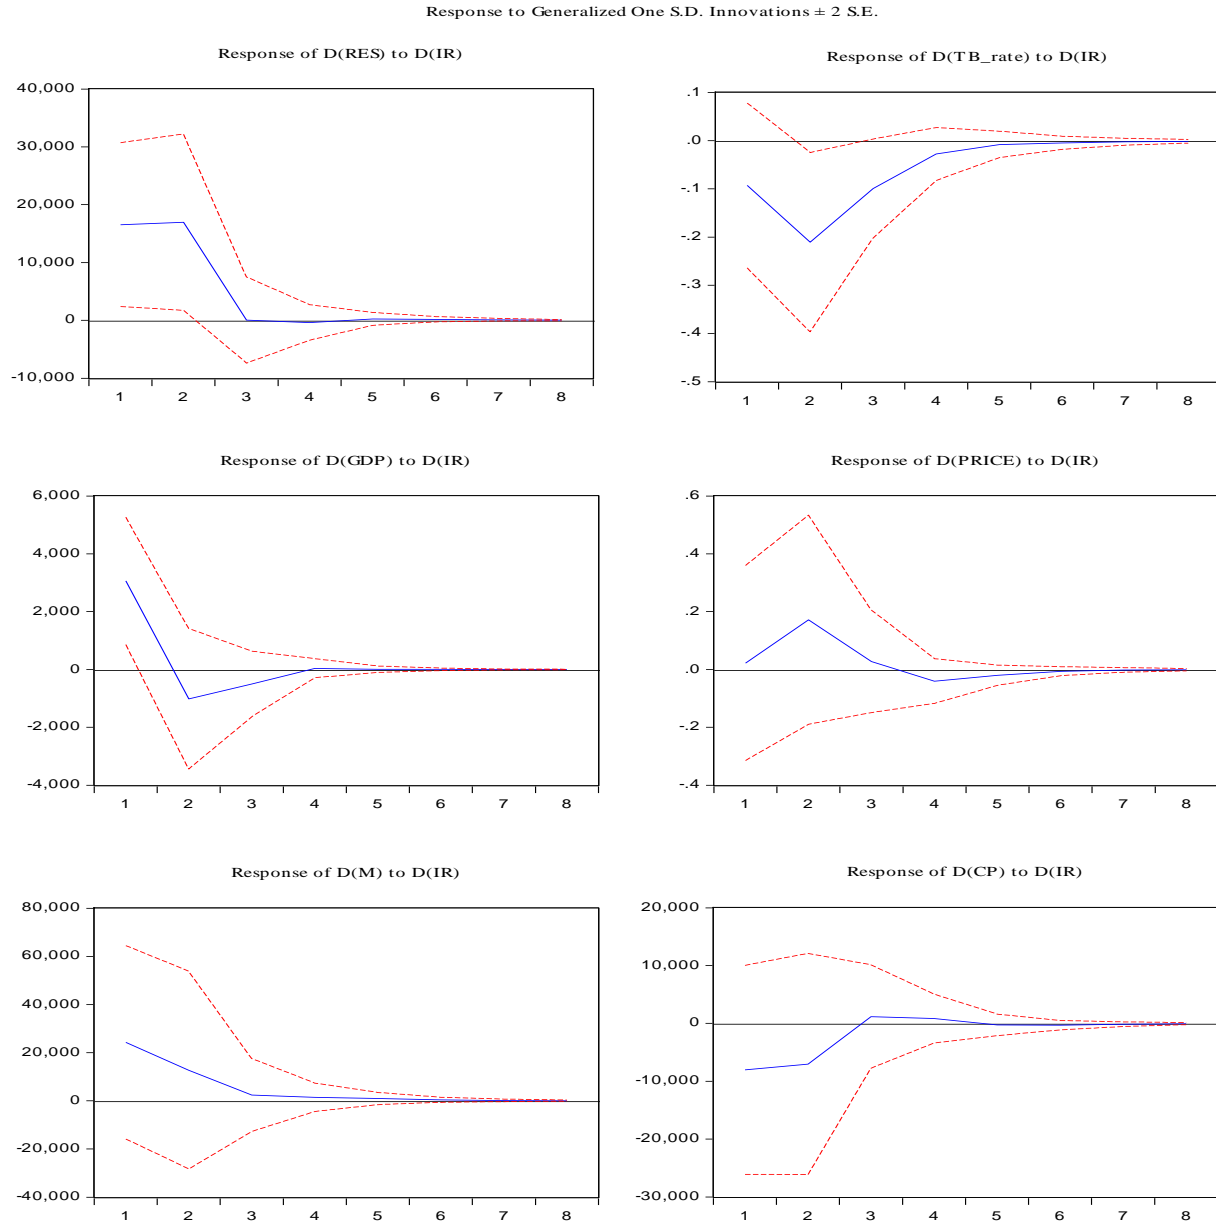 Response to Generalized One S.D. Innovations ± 2 S.E.
Response of D(RES) to D(IR)
40,000
30,000
20,000
10,000
0
-10,000
1 2 3 4 5 6 7 8
Response of D(TB_rate) to D(IR)
.1
.0
-.1
-.2
-.3
-.4
-.5
1 2 3 4 5 6 7 8
Response of D(GDP) to D(IR)
6,000
4,000
2,000
0
-2,000
-4,000
1 2 3 4 5 6 7 8
Response of D(PRICE) to D(IR)
.6
.4
.2
.0
-.2
-.4
1 2 3 4 5 6 7 8
Response of D(M) to D(IR)
80,000
60,000
40,000
20,000
0
-20,000
-40,000
1 2 3 4 5 6 7 8
Response of D(CP) to D(IR)
20,000
10,000
0
-10,000
-20,000
-30,000
1 2 3 4 5 6 7 8